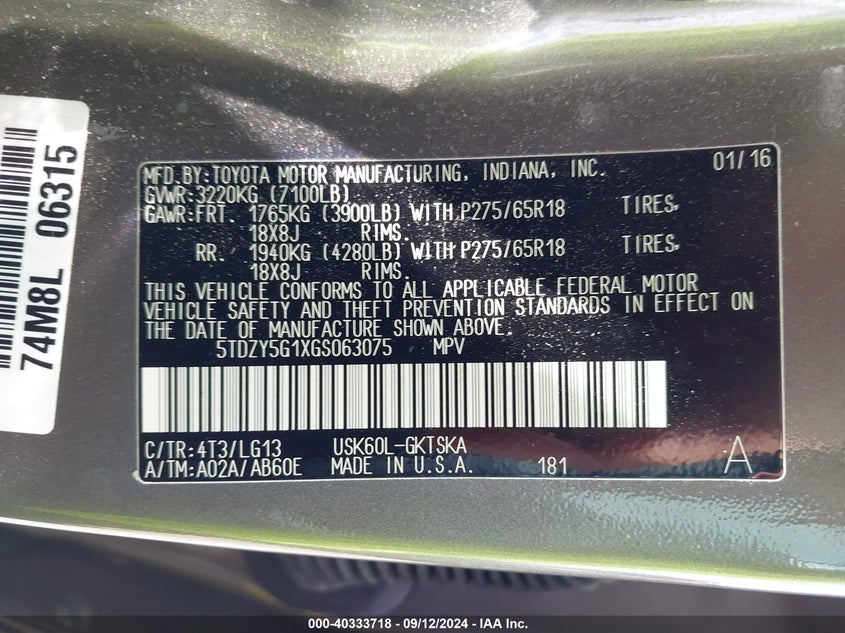 74M8L 06315
MFD. BY: TOYOTA MOTOR MANUFACTURING, INDIANA, INC. 01/16
GVWR: 3220KG (7100LB)
GAWR: FRT. 1765KG (3900LB) WITH P275/65R18 TIRES,
18X8J RIMS.
RR. 1940KG (4280LB) WITH P275/65R18 TIRES,
18X8J RIMS.
THIS VEHICLE CONFORMS TO ALL APPLICABLE FEDERAL MOTOR
VEHICLE SAFETY AND THEFT PREVENTION STANDARDS IN EFFECT ON
THE DATE OF MANUFACTURE SHOWN ABOVE.
5TDZY5G1XGS063075 MPV
C/TR: 4T3/LG13 USK60L-GKTSKA
A/TM: A02A/AB60E MADE IN U.S.A. 181 A
000-40333718 - 09/12/2024 - IAA Inc.